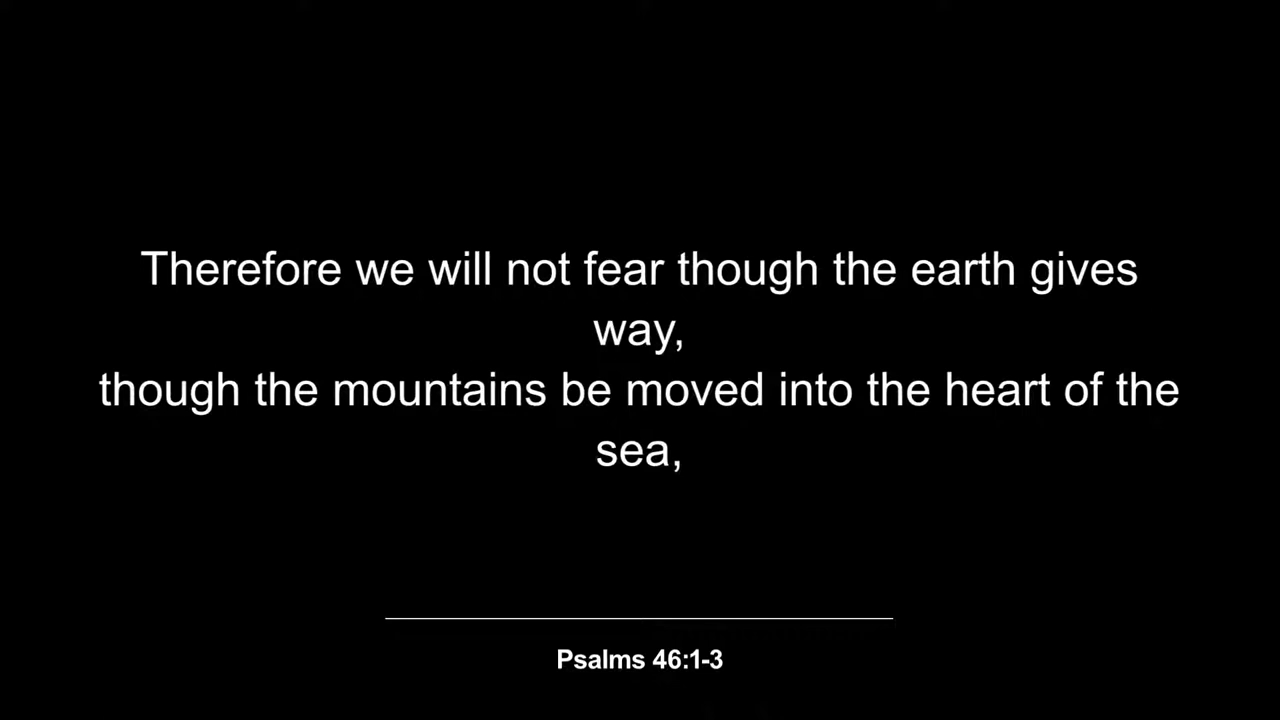 Therefore we will not fear though the earth gives
way,
though the mountains be moved into the heart of the
sea,
Psalms 46:1-3